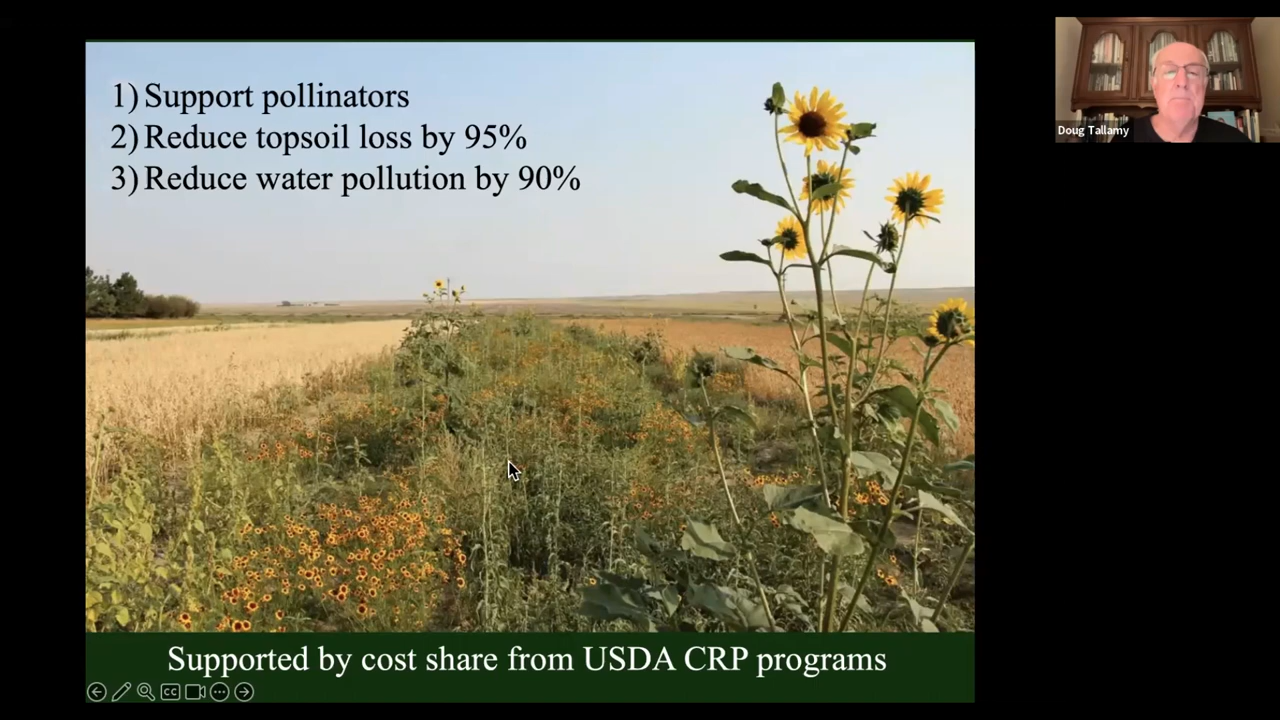 1) Support pollinators
2) Reduce topsoil loss by 95%
3) Reduce water pollution by 90%
Doug Tallamy
Supported by cost share from USDA CRP programs
CC